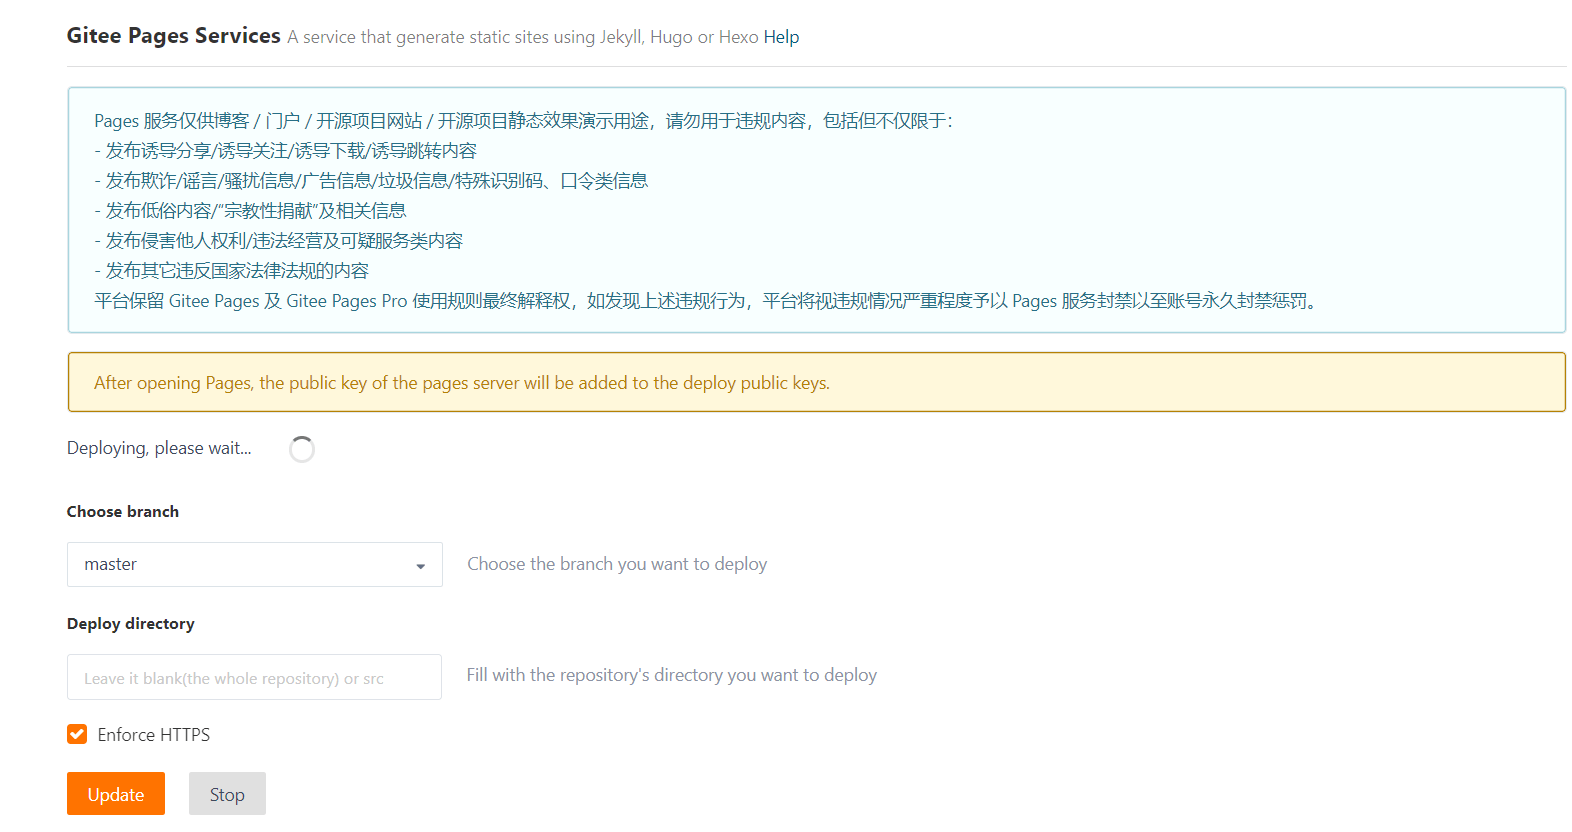 Gitee Pages Services A service that generate static sites using Jekyll, Hugo or Hexo Help
Pages 服务仅供博客 / 门户 / 开源项目网站 / 开源项目静态效果演示用途，请勿用于违规内容，包括但不仅限于：
- 发布诱导分享/诱导关注/诱导下载/诱导跳转内容
- 发布欺诈/谣言/骚扰信息/广告信息/垃圾信息/特殊识别码、口令类信息
- 发布低俗内容/“宗教性捐献”及相关信息
- 发布侵害他人权利/违法经营及可疑服务类内容
- 发布其它违反国家法律法规的内容
平台保留 Gitee Pages 及 Gitee Pages Pro 使用规则最终解释权，如发现上述违规行为，平台将视违规情况严重程度予以 Pages 服务封禁以至账号永久封禁惩罚。
After opening Pages, the public key of the pages server will be added to the deploy public keys.
Deploying, please wait...
Choose branch
master
Choose the branch you want to deploy
Deploy directory
Leave it blank(the whole repository) or src
Fill with the repository's directory you want to deploy
Enforce HTTPS
Update
Stop